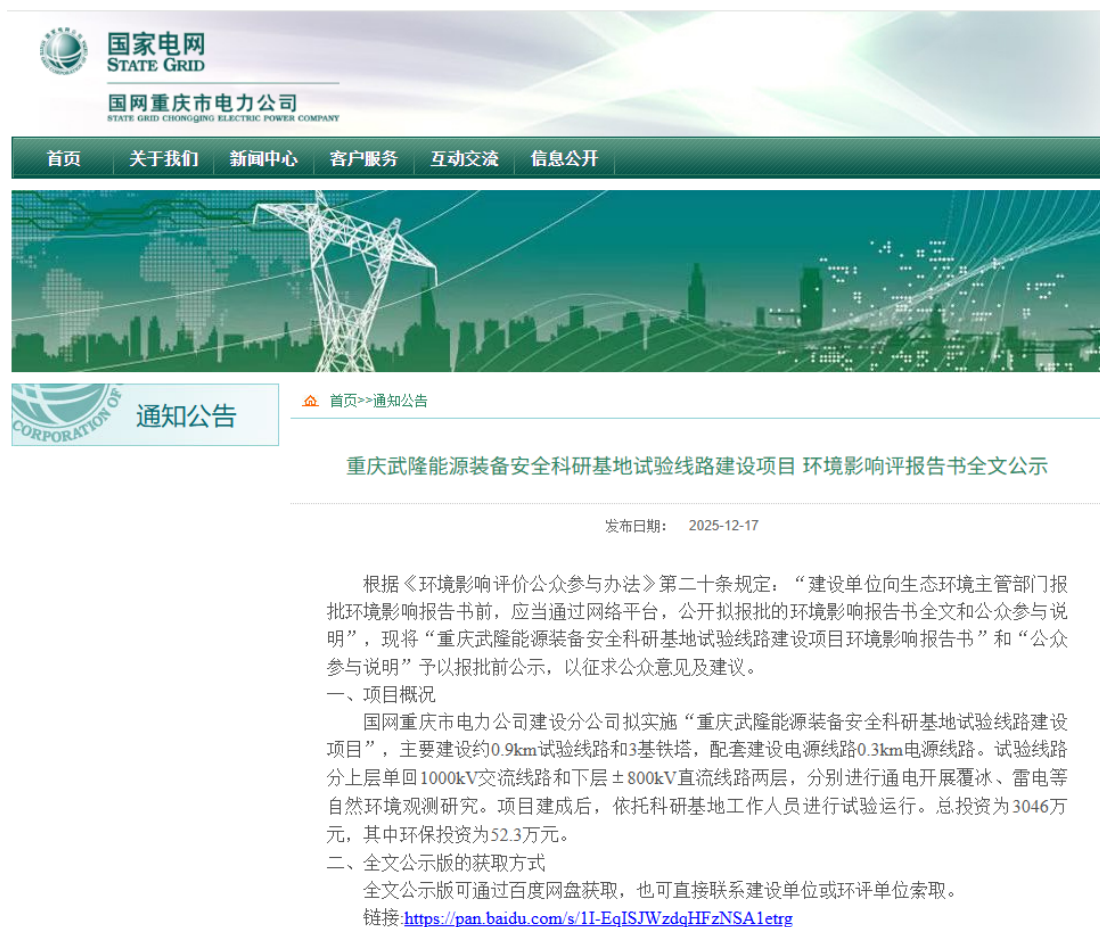 国家电网
STATE GRID
国网重庆市电力公司
STATE GRID CHONGQING ELECTRIC POWER COMPANY
首页 关于我们 新闻中心 客户服务 互动交流 信息公开
CORPORATION OF
通知公告
首页>>通知公告
重庆武隆能源装备安全科研基地试验线路建设项目 环境影响评报告书全文公示
发布日期： 2025-12-17
根据《环境影响评价公众参与办法》第二十条规定：“建设单位向生态环境主管部门报
批环境影响报告书前，应当通过网络平台，公开拟报批的环境影响报告书全文和公众参与说
明”，现将“重庆武隆能源装备安全科研基地试验线路建设项目环境影响报告书”和“公众
参与说明”予以报批前公示，以征求公众意见及建议。
一、项目概况
国网重庆市电力公司建设分公司拟实施“重庆武隆能源装备安全科研基地试验线路建设
项目”，主要建设约0.9km试验线路和3基铁塔，配套建设电源线路0.3km电源线路。试验线路
分上层单回1000kV交流线路和下层±800kV直流线路两层，分别进行通电开展覆冰、雷电等
自然环境观测研究。项目建成后，依托科研基地工作人员进行试验运行。总投资为3046万
元，其中环保投资为52.3万元。
二、全文公示版的获取方式
全文公示版可通过百度网盘获取，也可直接联系建设单位或环评单位索取。
链接:https://pan.baidu.com/s/1I-EqISJWzdqHFzNSA1etrg